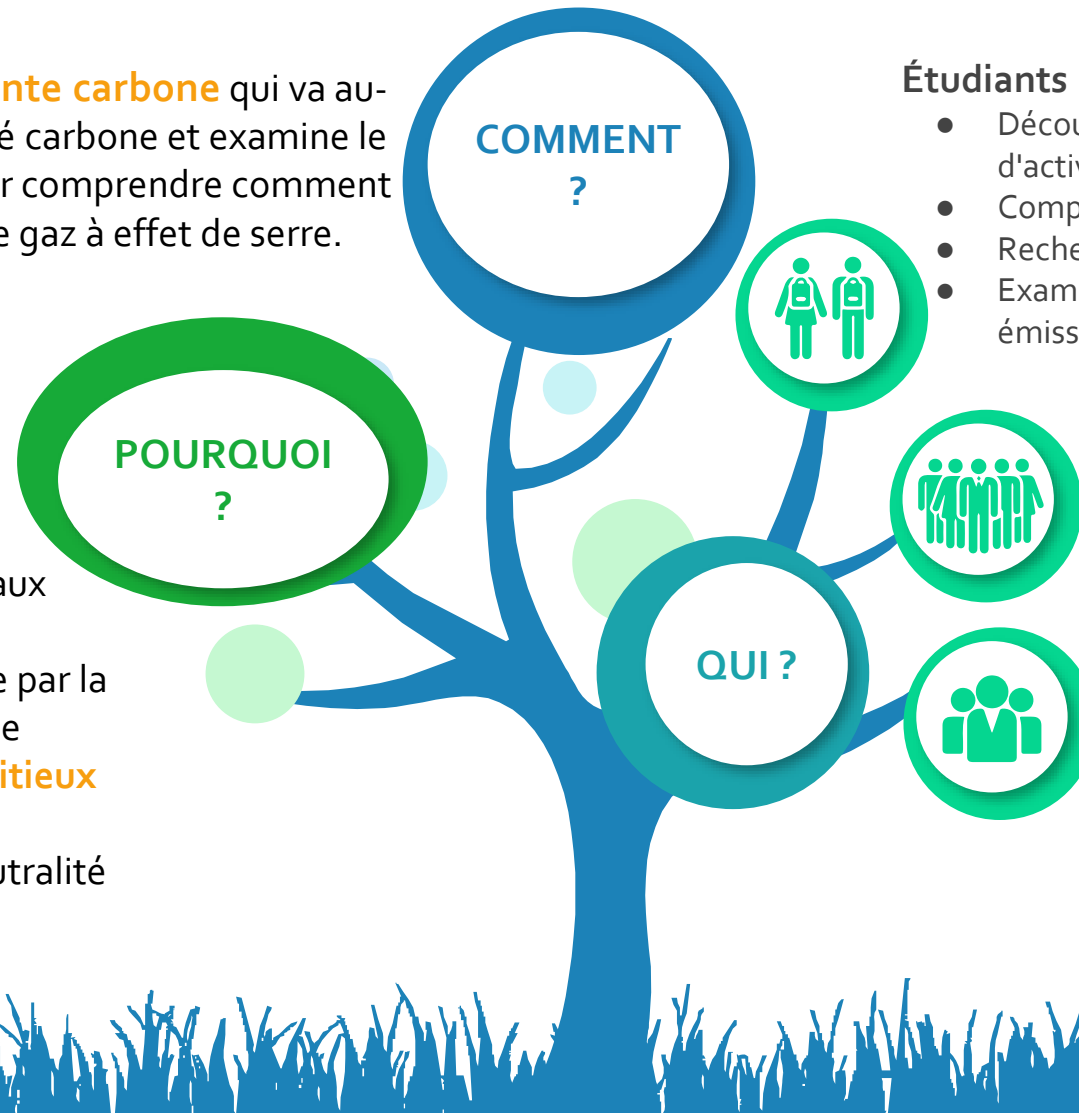 nte carbone qui va au-
é carbone et examine le
r comprendre comment
e gaz à effet de serre.
COMMENT
?
Étudiants
● Décou
d'activ
● Comp
● Reche
● Exam
émiss
POURQUOI
?
aux
e par la
e
itieux
utralité
QUI ?